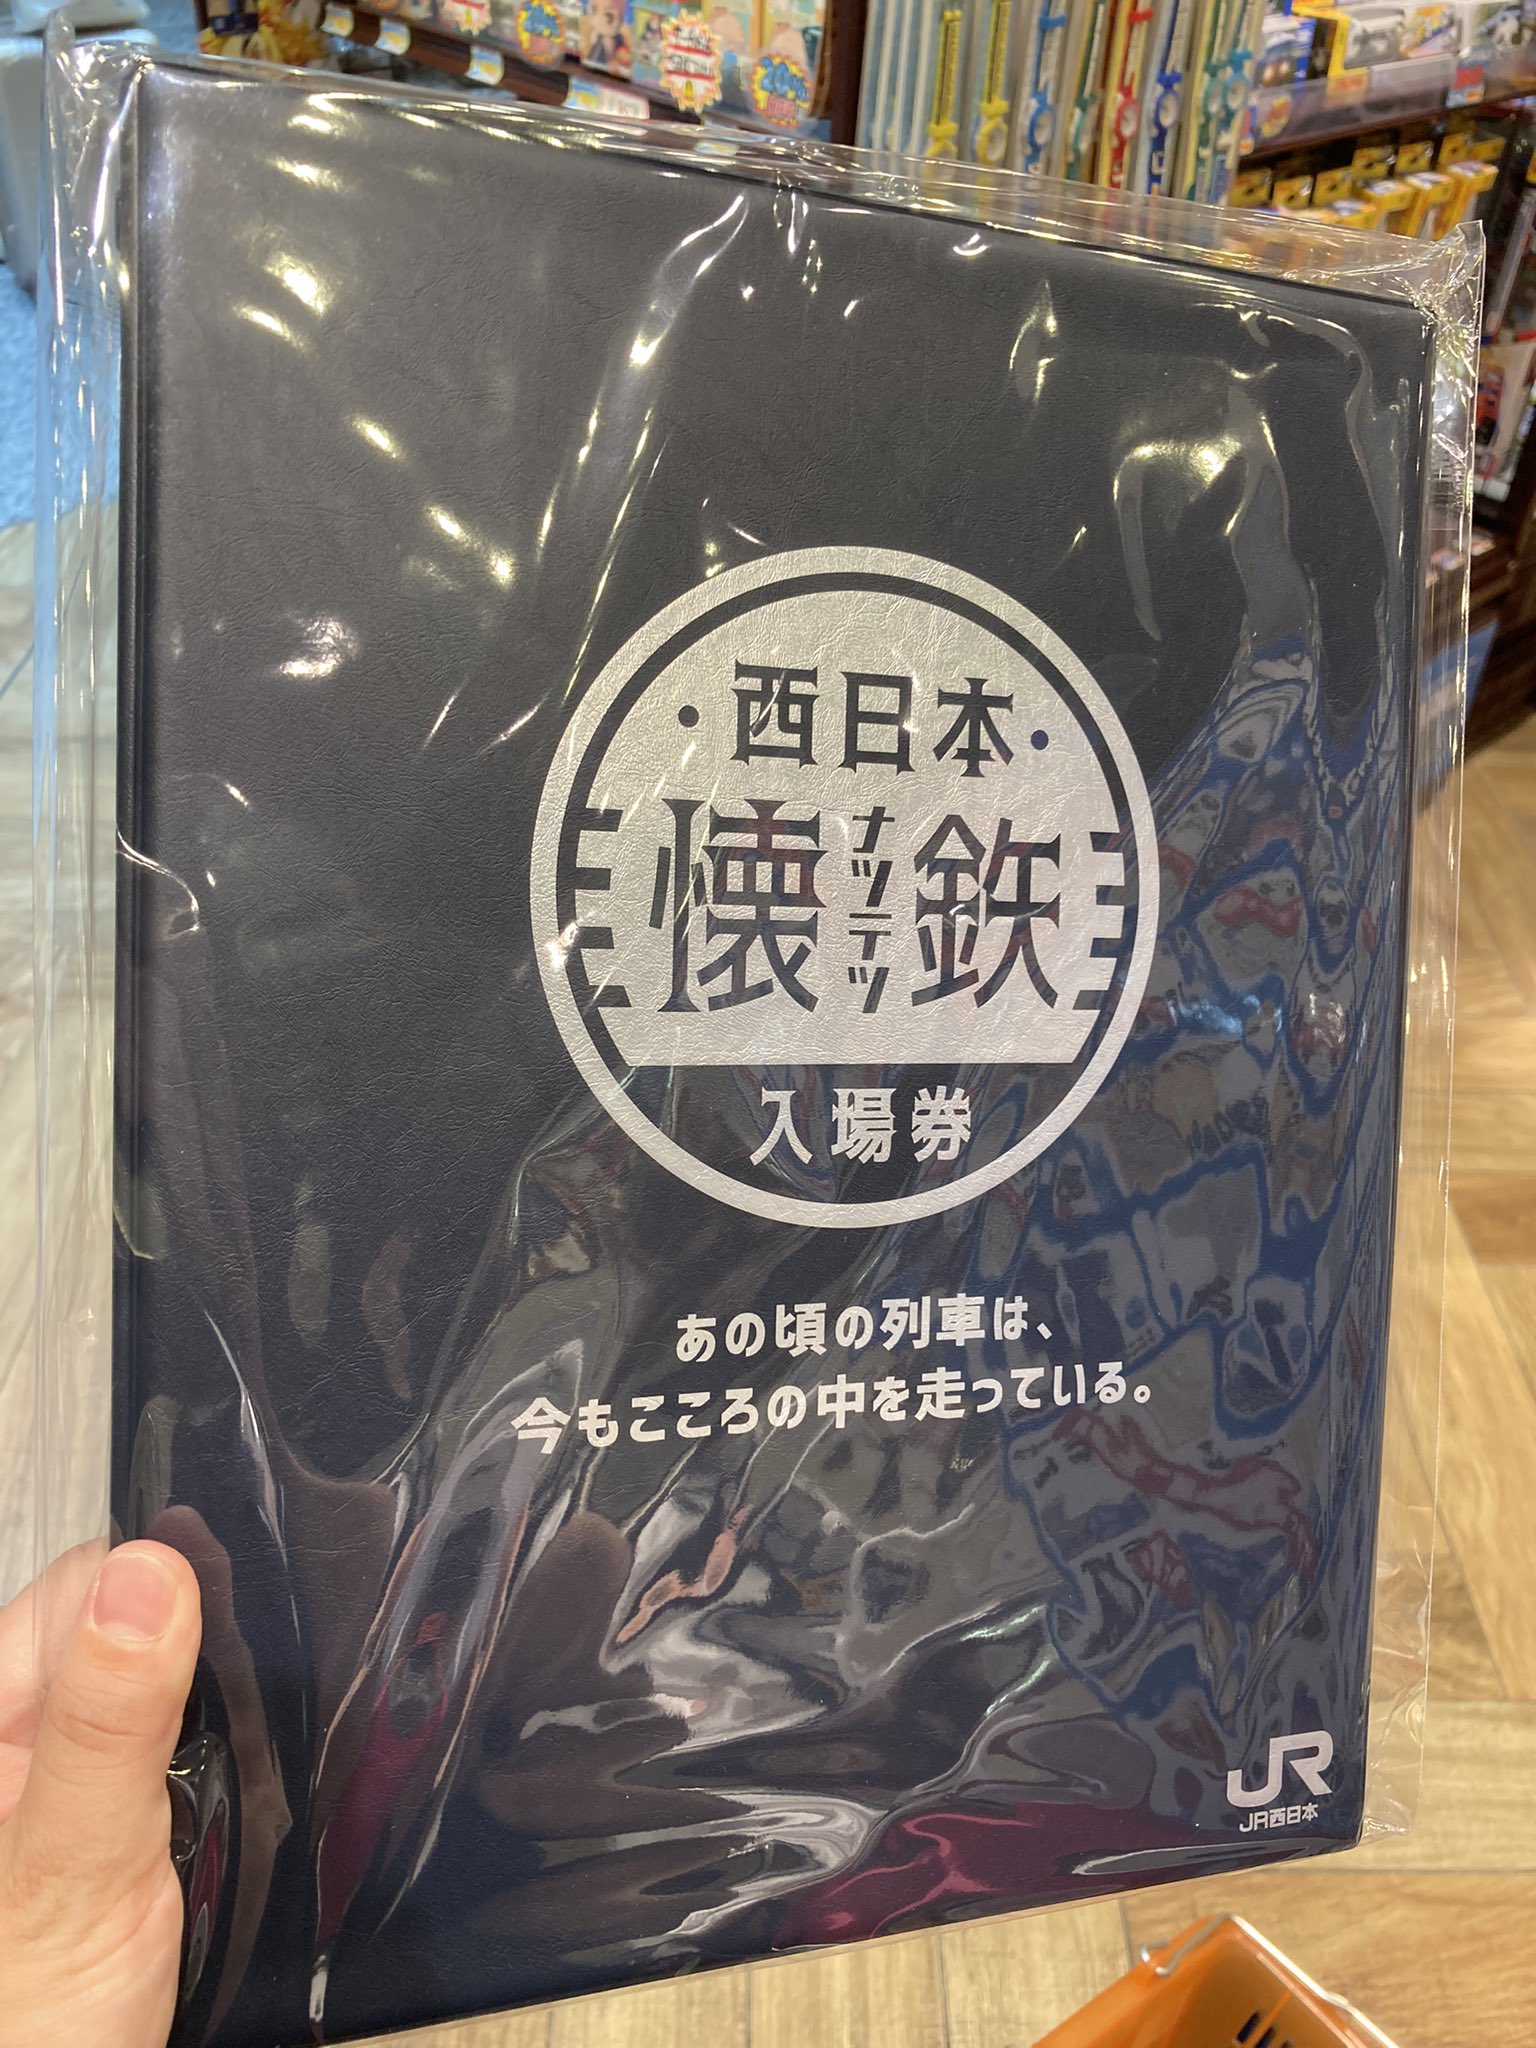 西日本
懐鉄
ナツテツ
入場券
あの頃の列車は、
今もこころの中を走っている。
JR
JR西日本